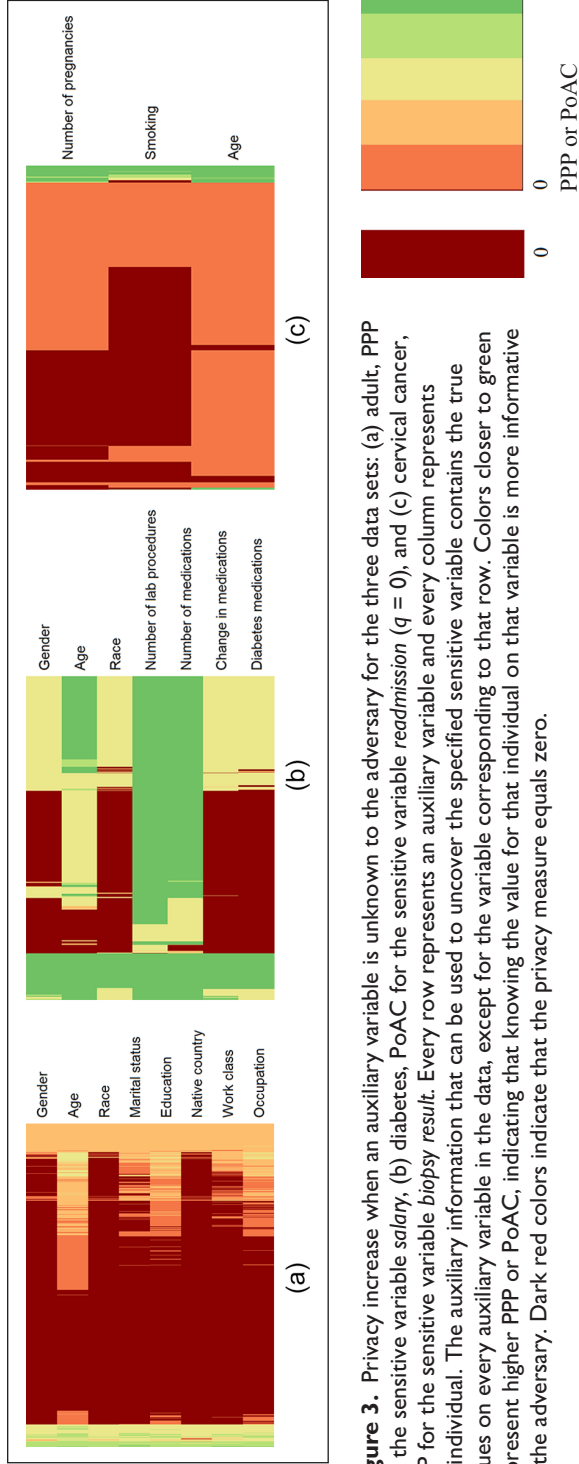 Gender
Age
Race
Marital status
Education
Native country
Work class
Occupation
(a)
Gender
Age
Race
Number of lab procedures
Number of medications
Change in medications
Diabetes medications
(b)
Number of pregnancies
Smoking
Age
(c)
gure 3. Privacy increase when an auxiliary variable is unknown to the adversary for the three data sets: (a) adult, PPP
the sensitive variable salary, (b) diabetes, PoAC for the sensitive variable readmission (q = 0), and (c) cervical cancer,
P for the sensitive variable biopsy result. Every row represents an auxiliary variable and every column represents
individual. The auxiliary information that can be used to uncover the specified sensitive variable contains the true
ues on every auxiliary variable in the data, except for the variable corresponding to that row. Colors closer to green
present higher PPP or PoAC, indicating that knowing the value for that individual on that variable is more informative
the adversary. Dark red colors indicate that the privacy measure equals zero.
0
0
PPP or PoAC